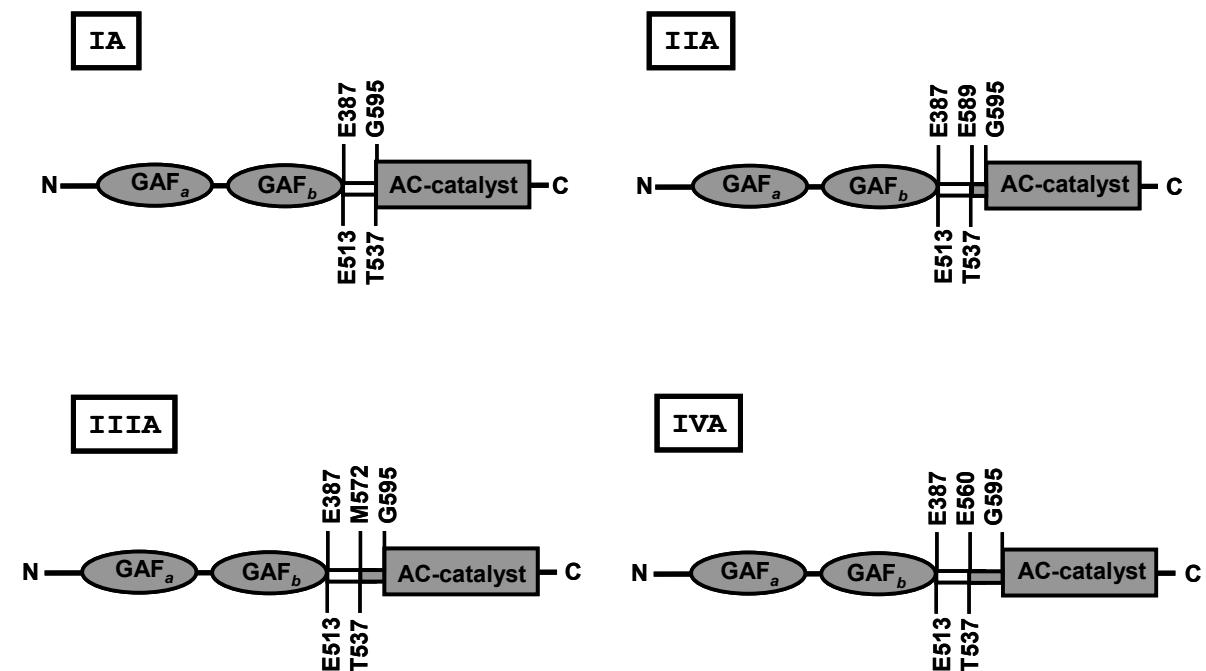 IA
E387 G595
N GAFa GAFb AC-catalyst C
E513 T537
IIA
E387 E589 G595
N GAFa GAFb AC-catalyst C
E513 T537
IIIA
E387 M572 G595
N GAFa GAFb AC-catalyst C
E513 T537
IVA
E387 E560 G595
N GAFa GAFb AC-catalyst C
E513 T537